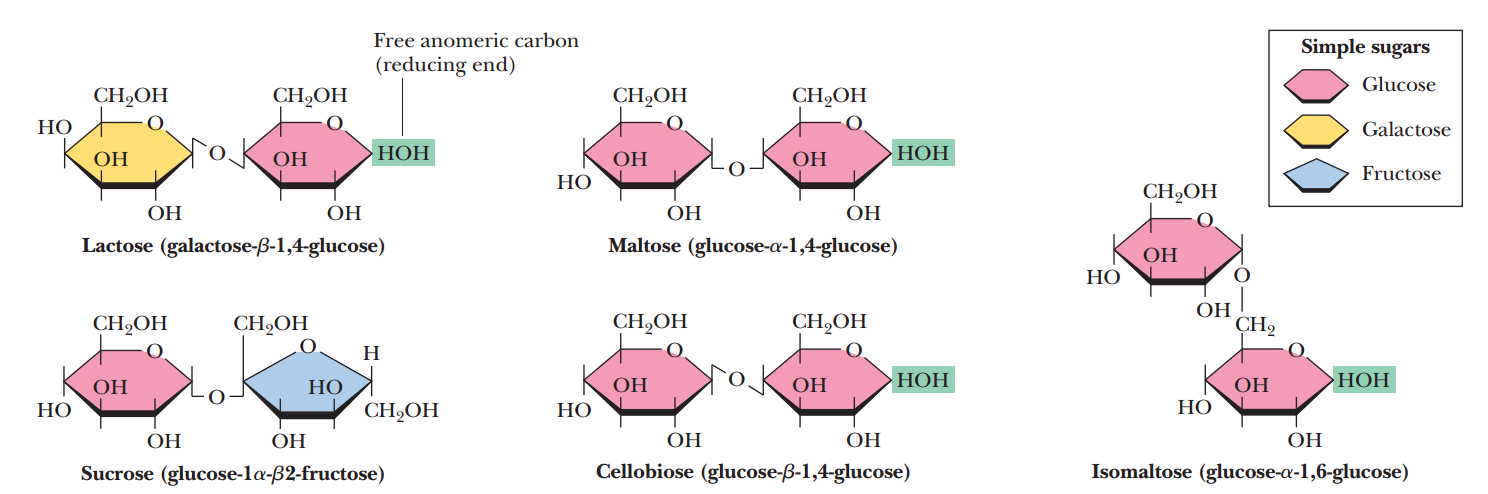 Free anomeric carbon
(reducing end)
Simple sugars
Glucose
Galactose
Fructose
CH₂OH
CH₂OH
HO
O
O
OH
O
OH
HOH
OH
OH
Lactose (galactose-β-1,4-glucose)
CH₂OH
CH₂OH
O
O
OH
OH
HOH
HO
O
OH
OH
Maltose (glucose-α-1,4-glucose)
CH₂OH
O
OH
HO
O
OH
CH₂
O
OH
HOH
HO
OH
Isomaltose (glucose-α-1,6-glucose)
CH₂OH
CH₂OH
O
O
H
OH
HO
HO
O
CH₂OH
OH
OH
Sucrose (glucose-1α-β2-fructose)
CH₂OH
CH₂OH
O
O
OH
O
OH
HOH
HO
OH
OH
Cellobiose (glucose-β-1,4-glucose)